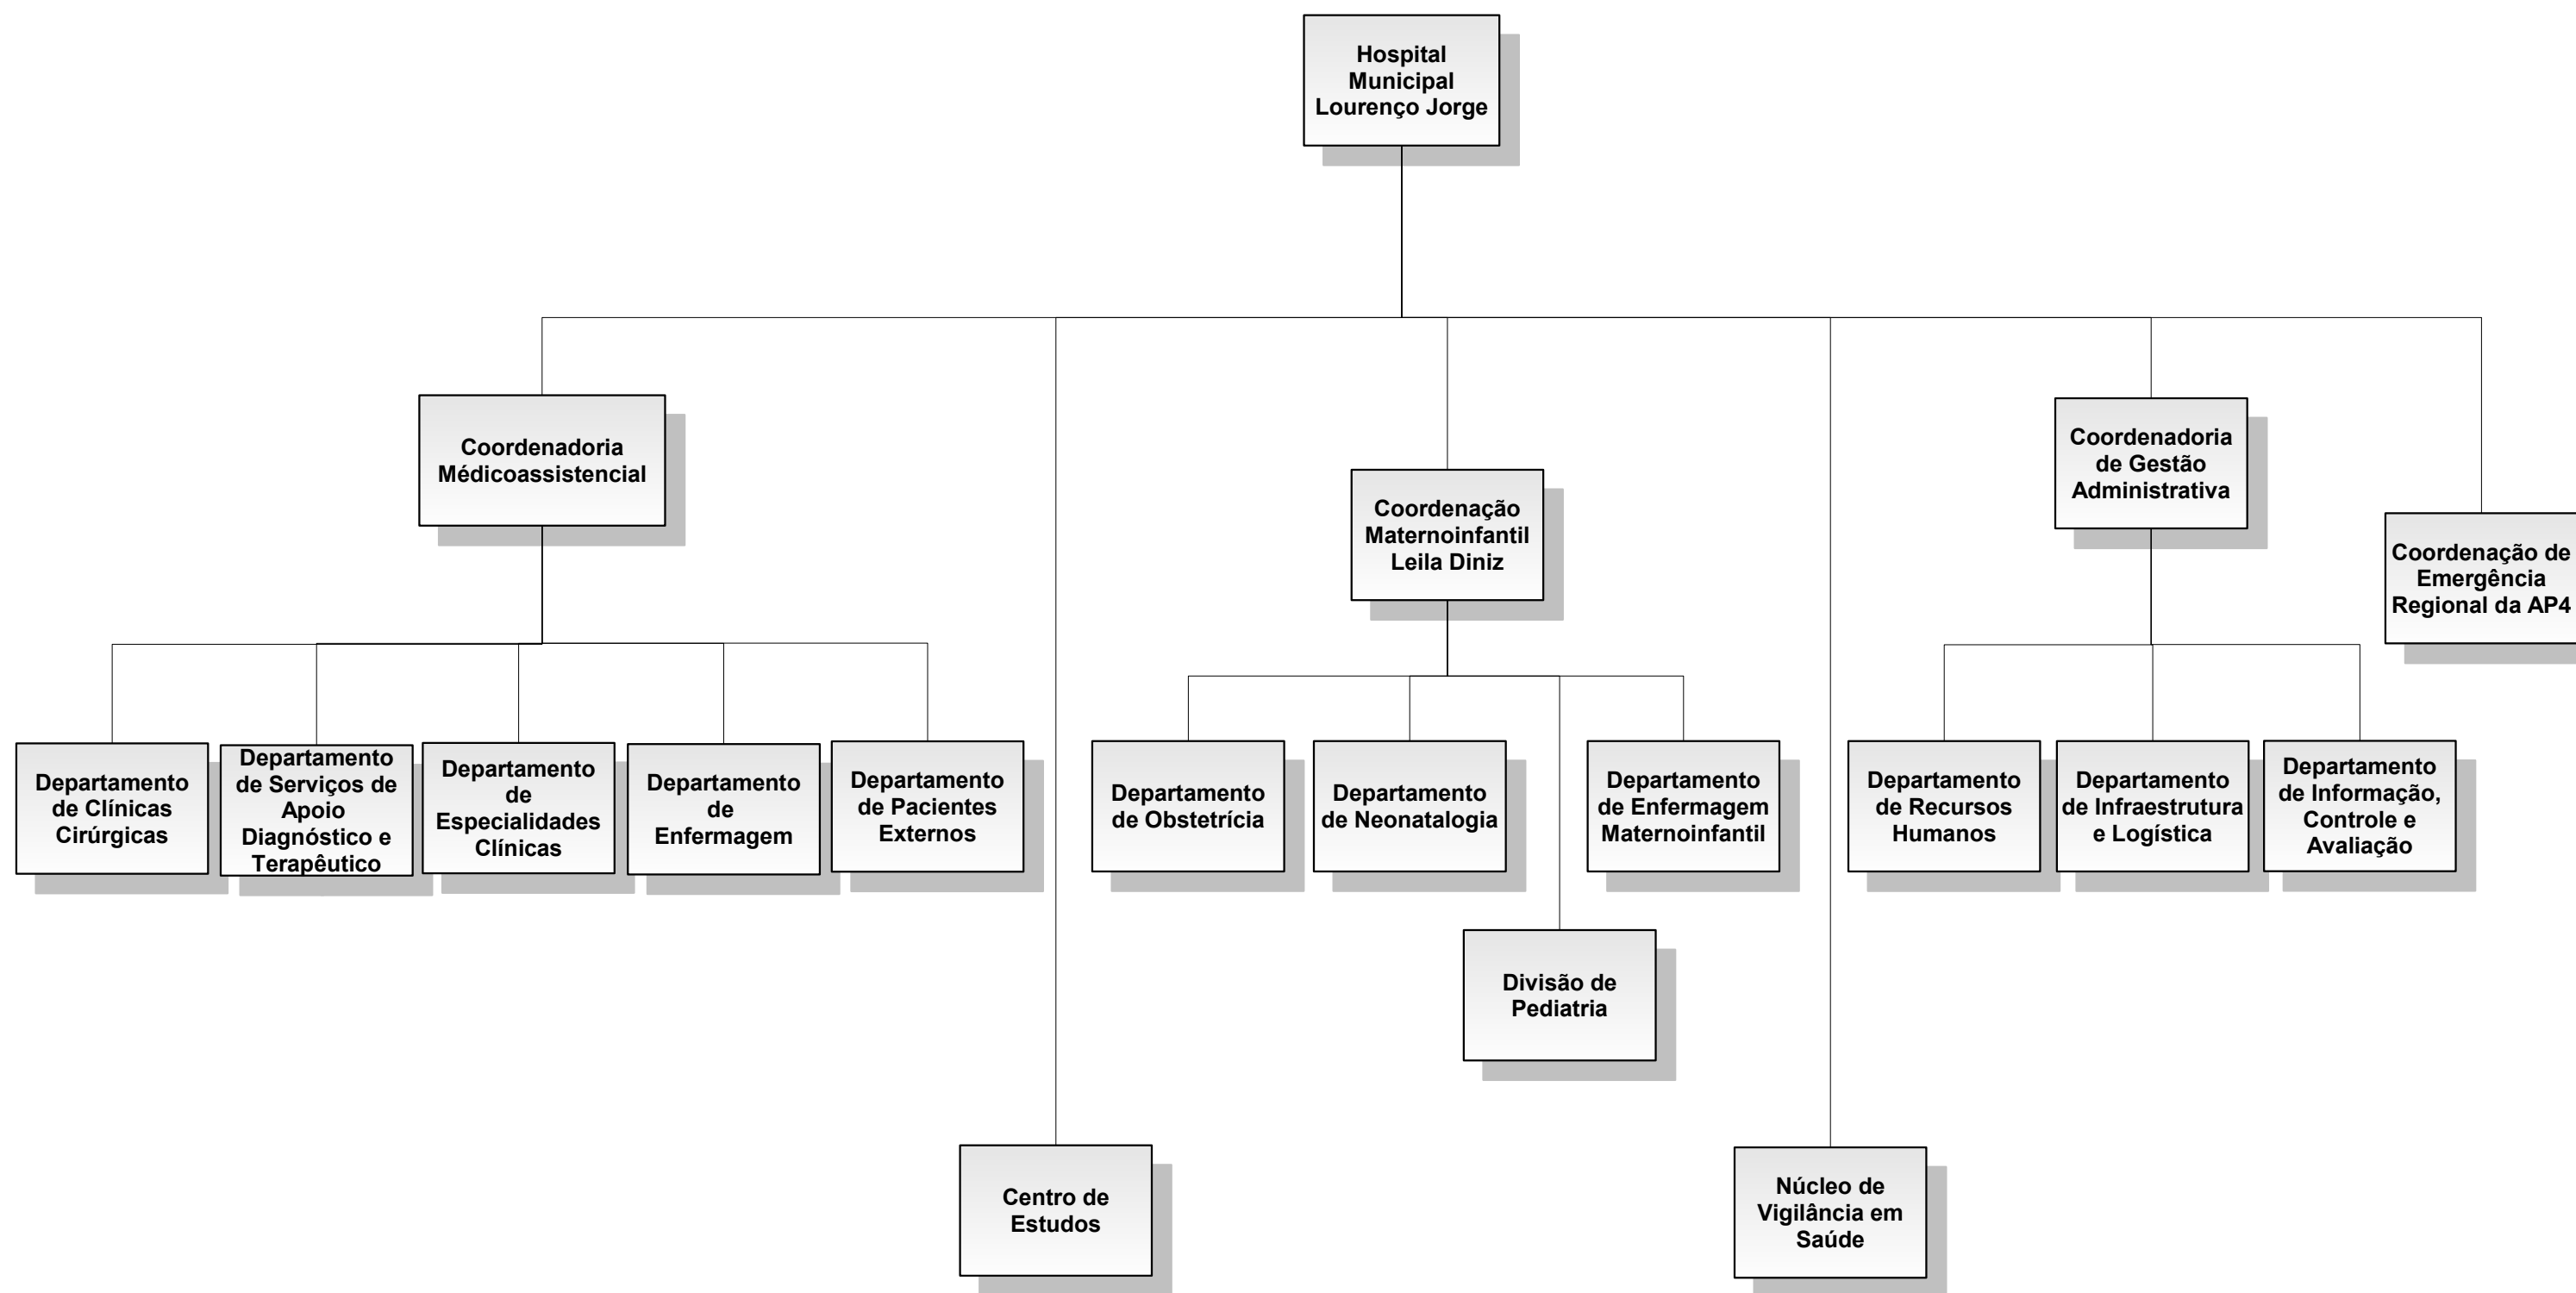 Hospital
Municipal
Lourenço Jorge
Coordenadoria
Médicoassistencial
Coordenação
Maternoinfantil
Leila Diniz
Coordenadoria
de Gestão
Administrativa
Coordenação de
Emergência
Regional da AP4
Departamento
de Clínicas
Cirúrgicas
Departamento
de Serviços de
Apoio
Diagnóstico e
Terapêutico
Departamento
de
Especialidades
Clínicas
Departamento
de
Enfermagem
Departamento
de Pacientes
Externos
Departamento
de Obstetrícia
Departamento
de Neonatalogia
Departamento
de Enfermagem
Maternoinfantil
Departamento
de Recursos
Humanos
Departamento
de Infraestrutura
e Logística
Departamento
de Informação,
Controle e
Avaliação
Divisão de
Pediatria
Centro de
Estudos
Núcleo de
Vigilância em
Saúde